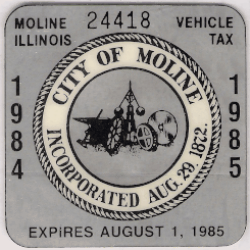 MOLINE 24418 VEHICLE
ILLINOIS TAX
1984
1985
CITY OF MOLINE
INCORPORATED AUG. 29 1872.
EXPIRES AUGUST 1, 1985